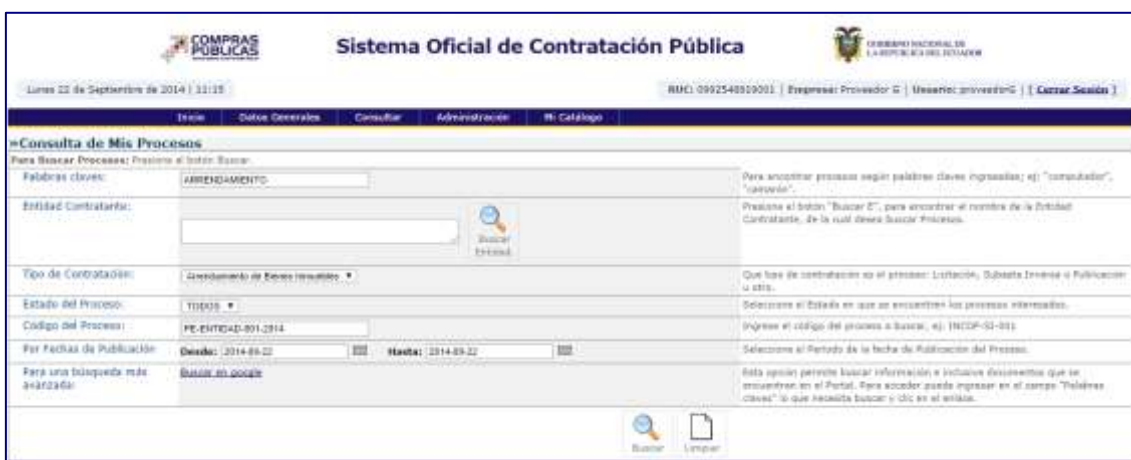 COMPRAS PÚBLICAS
Sistema Oficial de Contratación Pública
GOBIERNO NACIONAL DE
LA REPUBLICA DEL ECUADOR
Lunes 22 de Septiembre de 2014 | 11:15
RUC: | Empresa: Proveedor G | Usuario: proveedorG | [ Cerrar Sesión ]
Inicio Datos Generales Consultar Administración Mi Catálogo
»Consulta de Mis Procesos
Para Buscar Procesos: Presione el botón Buscar.
Palabras claves: ARRENDAMIENTO Para encontrar procesos según palabras claves ingresadas; ej: "computador",
"camisería".
Entidad Contratante: Presione el botón "Buscar E", para encontrar el nombre de la Entidad
Contratante, de la cual desea buscar Procesos.
Buscar
Entidad
Tipo de Contratación: Arrendamiento de Bienes Inmuebles Que tipo de contratación es el proceso: Licitación, Subasta Inversa o Publicación
u otro.
Estado del Proceso: TODOS Seleccione el Estado en que se encuentren los procesos interesados.
Código del Proceso: PE-ENTIDAD-001-2014 Ingrese el código del proceso a buscar, ej: INCOP-SI-001
Por Fechas de Publicación Desde: 2014-09-22 Hasta: 2014-09-22 Seleccione el Periodo de la fecha de Publicación del Proceso.
Para una búsqueda más
avanzada: Buscar en google Esta opción permite buscar información e inclusive documentos que se
encuentran en el Portal. Para acceder puede ingresar en el campo "Palabras
claves" lo que necesita buscar y clic en el enlace.
Buscar Limpiar